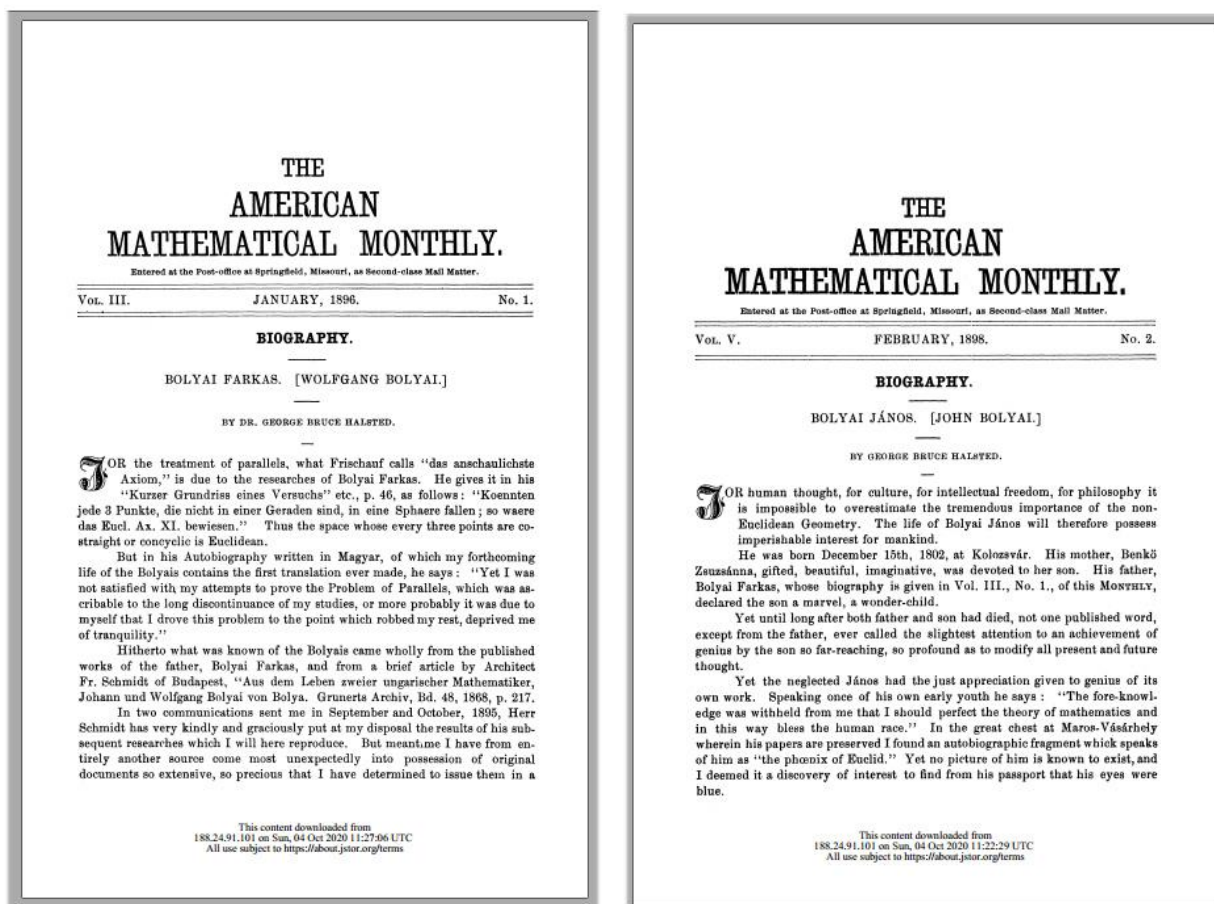 THE
AMERICAN
MATHEMATICAL MONTHLY.
Entered at the Post-office at Springfield, Missouri, as Second-class Mail Matter.
VOL. III. JANUARY, 1896. No. 1.
BIOGRAPHY.
BOLYAI FARKAS. [WOLFGANG BOLYAI.]
BY DR. GEORGE BRUCE HALSTED.
FOR the treatment of parallels, what Frischauf calls "das anschaulichste
Axiom," is due to the researches of Bolyai Farkas. He gives it in his
"Kurzer Grundriss eines Versuchs" etc., p. 46, as follows: "Koennten
jede 3 Punkte, die nicht in einer Geraden sind, in eine Sphaere fallen; so waere
das Eucl. Ax. XI. bewiesen." Thus the space whose every three points are co-
straight or concyclic is Euclidean.
But in his Autobiography written in Magyar, of which my forthcoming
life of the Bolyais contains the first translation ever made, he says: "Yet I was
not satisfied with my attempts to prove the Problem of Parallels, which was as-
cribable to the long discontinuance of my studies, or more probably it was due to
myself that I drove this problem to the point which robbed my rest, deprived me
of tranquility."
Hitherto what was known of the Bolyais came wholly from the published
works of the father, Bolyai Farkas, and from a brief article by Architect
Fr. Schmidt of Budapest, "Aus dem Leben zweier ungarischer Mathematiker,
Johann und Wolfgang Bolyai von Bolya. Grunerts Archiv, Bd. 48, 1868, p. 217.
In two communications sent me in September and October, 1895, Herr
Schmidt has very kindly and graciously put at my disposal the results of his sub-
sequent researches which I will here reproduce. But meantime I have from en-
tirely another source come most unexpectedly into possession of original
documents so extensive, so precious that I have determined to issue them in a
This content downloaded from
188.24.91.101 on Sun, 04 Oct 2020 11:27:06 UTC
All use subject to https://about.jstor.org/terms
THE
AMERICAN
MATHEMATICAL MONTHLY.
Entered at the Post-office at Springfield, Missouri, as Second-class Mail Matter.
VOL. V. FEBRUARY, 1898. No. 2.
BIOGRAPHY.
BOLYAI JÁNOS. [JOHN BOLYAI.]
BY GEORGE BRUCE HALSTED.
FOR human thought, for culture, for intellectual freedom, for philosophy it
is impossible to overestimate the tremendous importance of the non-
Euclidean Geometry. The life of Bolyai János will therefore possess
imperishable interest for mankind.
He was born December 15th, 1802, at Kolozsvár. His mother, Benkö
Zsuzsánna, gifted, beautiful, imaginative, was devoted to her son. His father,
Bolyai Farkas, whose biography is given in Vol. III., No. 1., of this MONTHLY,
declared the son a marvel, a wonder-child.
Yet until long after both father and son had died, not one published word,
except from the father, ever called the slightest attention to an achievement of
genius by the son so far-reaching, so profound as to modify all present and future
thought.
Yet the neglected János had the just appreciation given to genius of its
own work. Speaking once of his own early youth he says: "The fore-knowl-
edge was withheld from me that I should perfect the theory of mathematics and
in this way bless the human race." In the great chest at Maros-Vásárhely
wherein his papers are preserved I found an autobiographic fragment whick speaks
of him as "the phœnix of Euclid." Yet no picture of him is known to exist, and
I deemed it a discovery of interest to find from his passport that his eyes were
blue.
This content downloaded from
188.24.91.101 on Sun, 04 Oct 2020 11:22:29 UTC
All use subject to https://about.jstor.org/terms